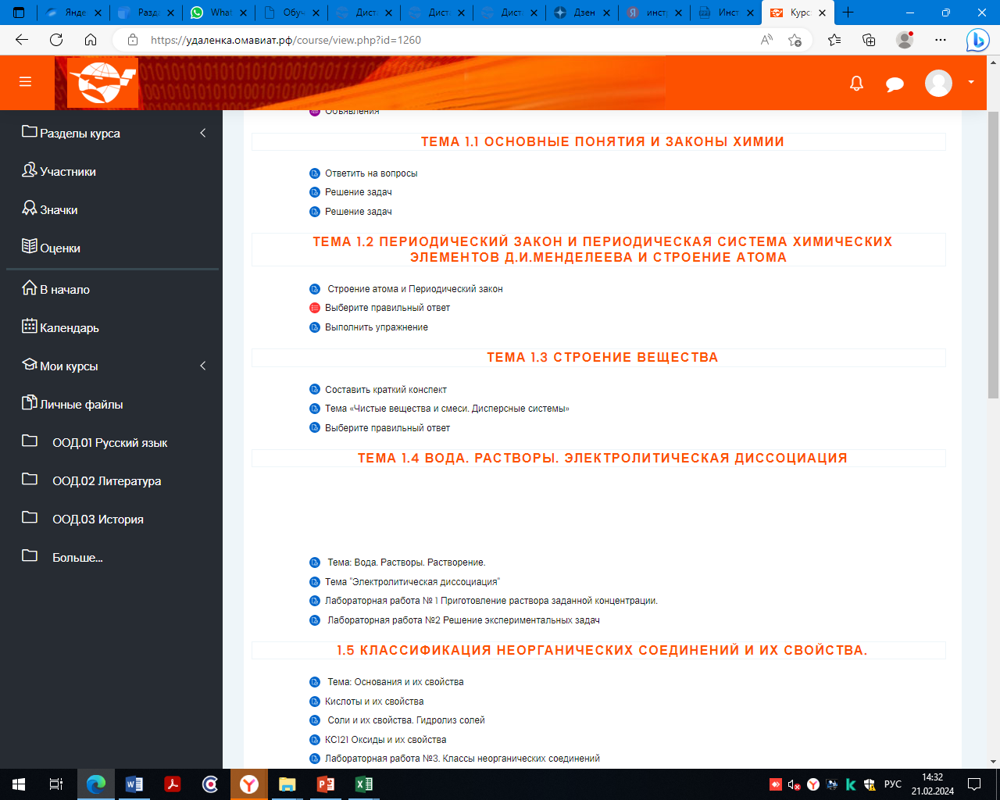 Янде
Разд
What
Обуч
Дист
Дист
Дист
Дзен
инст
Инст
Курс
https://удаленка.омавиат.рф/course/view.php?id=1260
Объявления
Разделы курса
Участники
Значки
Оценки
В начало
Календарь
Мои курсы
Личные файлы
ООД.01 Русский язык
ООД.02 Литература
ООД.03 История
Больше...
ТЕМА 1.1 ОСНОВНЫЕ ПОНЯТИЯ И ЗАКОНЫ ХИМИИ
Ответить на вопросы
Решение задач
Решение задач
ТЕМА 1.2 ПЕРИОДИЧЕСКИЙ ЗАКОН И ПЕРИОДИЧЕСКАЯ СИСТЕМА ХИМИЧЕСКИХ
ЭЛЕМЕНТОВ Д.И.МЕНДЕЛЕЕВА И СТРОЕНИЕ АТОМА
Строение атома и Периодический закон
Выберите правильный ответ
Выполнить упражнение
ТЕМА 1.3 СТРОЕНИЕ ВЕЩЕСТВА
Составить краткий конспект
Тема «Чистые вещества и смеси. Дисперсные системы»
Выберите правильный ответ
ТЕМА 1.4 ВОДА. РАСТВОРЫ. ЭЛЕКТРОЛИТИЧЕСКАЯ ДИССОЦИАЦИЯ
Тема: Вода. Растворы. Растворение.
Тема "Электролитическая диссоциация"
Лабораторная работа № 1 Приготовление раствора заданной концентрации.
Лабораторная работа №2 Решение экспериментальных задач
1.5 КЛАССИФИКАЦИЯ НЕОРГАНИЧЕСКИХ СОЕДИНЕНИЙ И ИХ СВОЙСТВА.
Тема: Основания и их свойства
Кислоты и их свойства
Соли и их свойства. Гидролиз солей
КС121 Оксиды и их свойства
Лабораторная работа №3. Классы неорганических соединений
РУС
14:32
21.02.2024